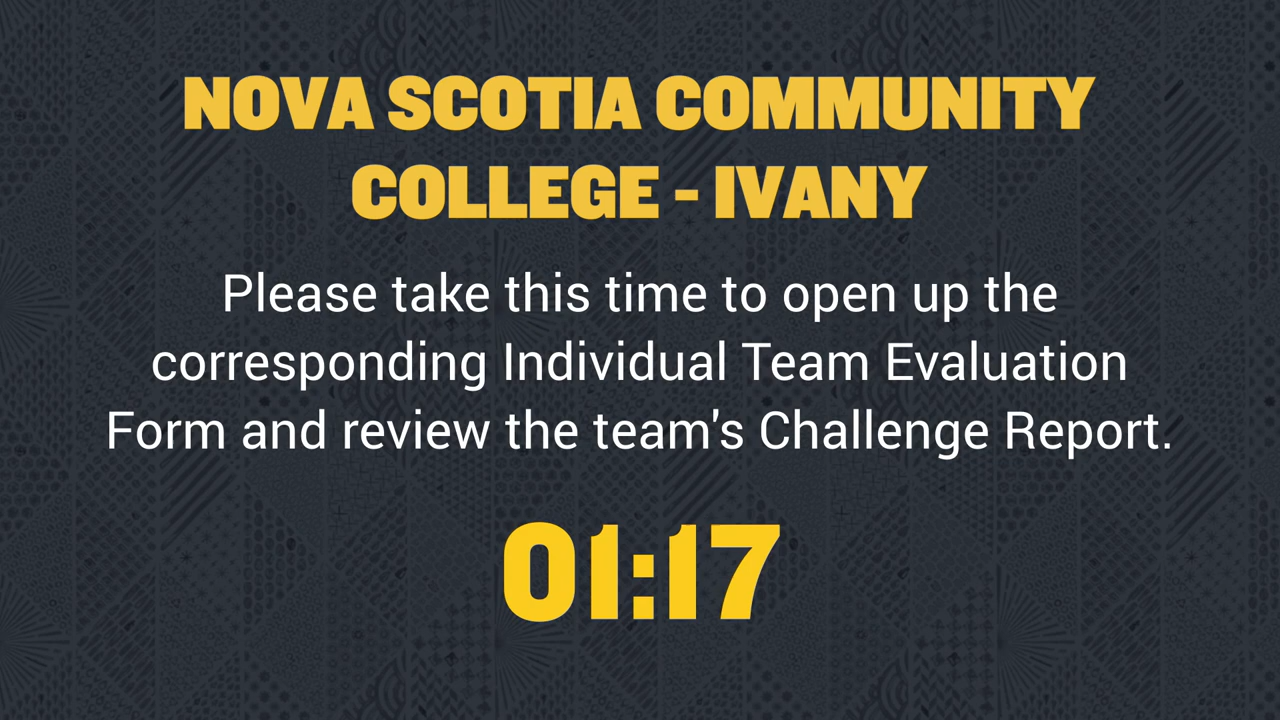 NOVA SCOTIA COMMUNITY
COLLEGE - IVANY
Please take this time to open up the
corresponding Individual Team Evaluation
Form and review the team's Challenge Report.
01:17